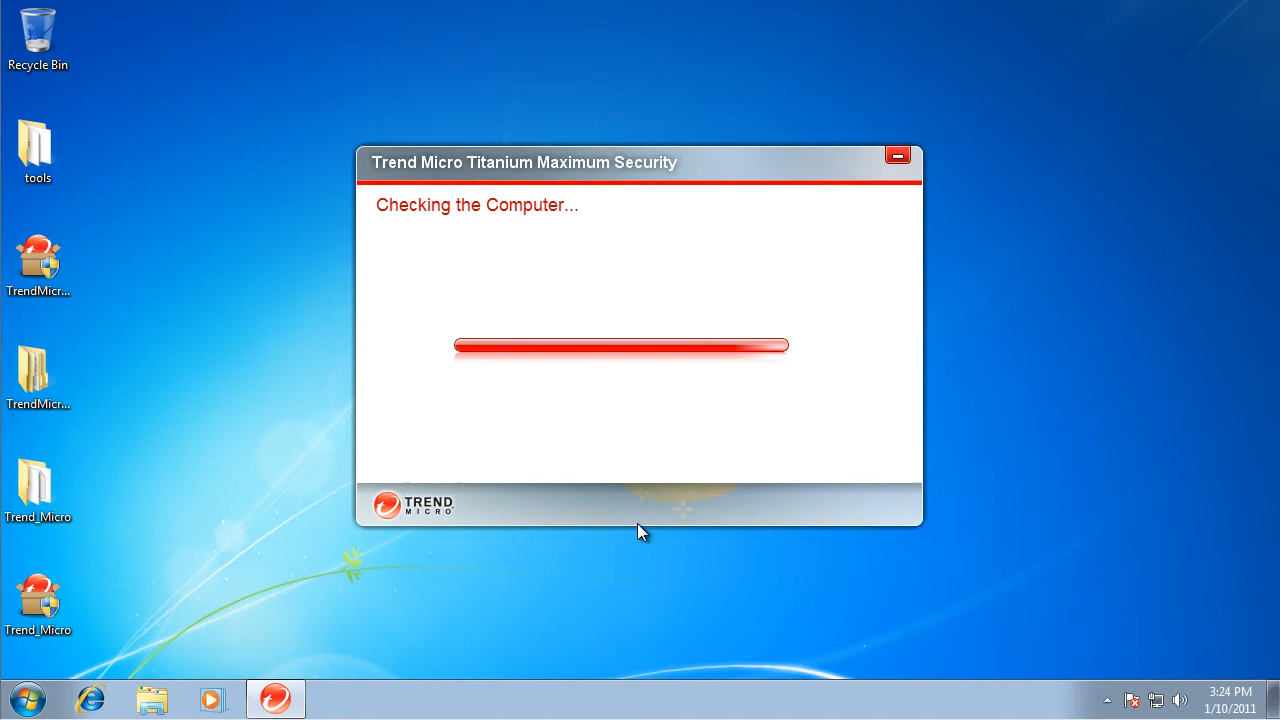 Recycle Bin
tools
TrendMicr...
TrendMicr...
Trend_Micro
Trend_Micro
Trend Micro Titanium Maximum Security
Checking the Computer...
TREND
MICRO
3:24 PM
1/10/2011